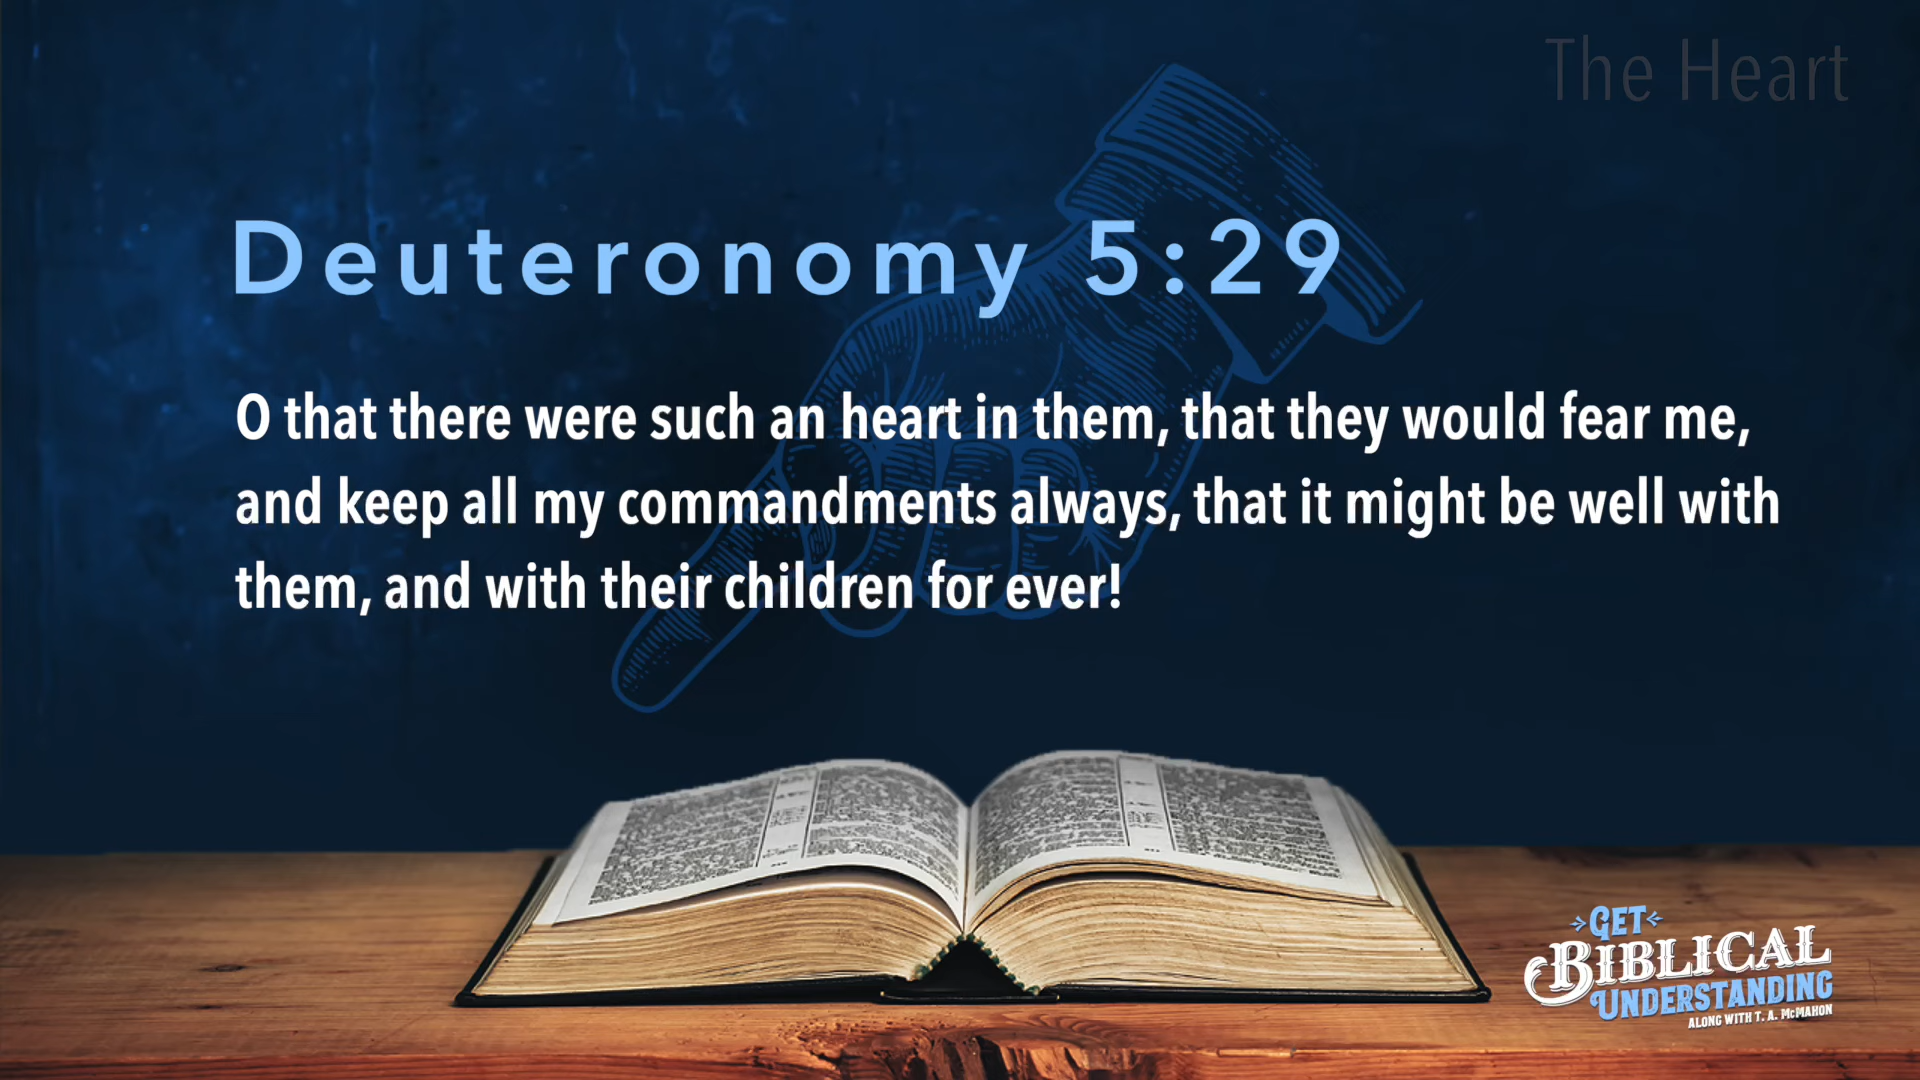 The Heart
Deuteronomy 5:29
O that there were such an heart in them, that they would fear me,
and keep all my commandments always, that it might be well with
them, and with their children for ever!
GET
BIBLICAL
UNDERSTANDING
ALONG WITH T. A. McMAHON